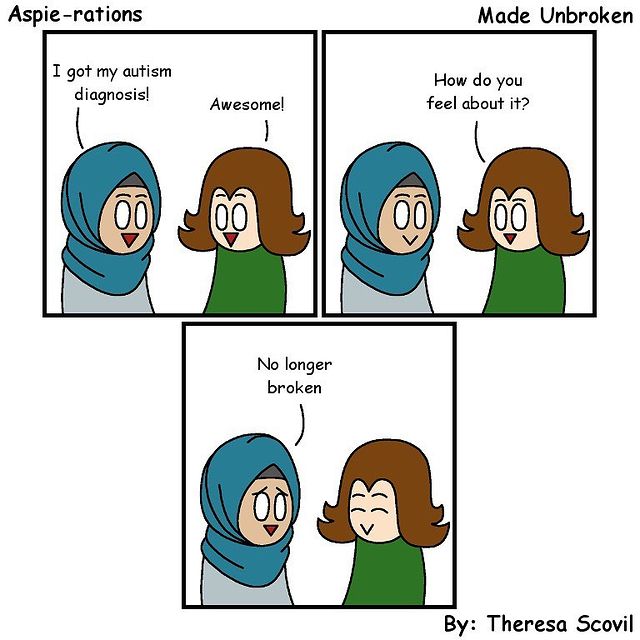 Aspie-rations
Made Unbroken
I got my autism
diagnosis!
Awesome!
How do you
feel about it?
No longer
broken
By: Theresa Scovil